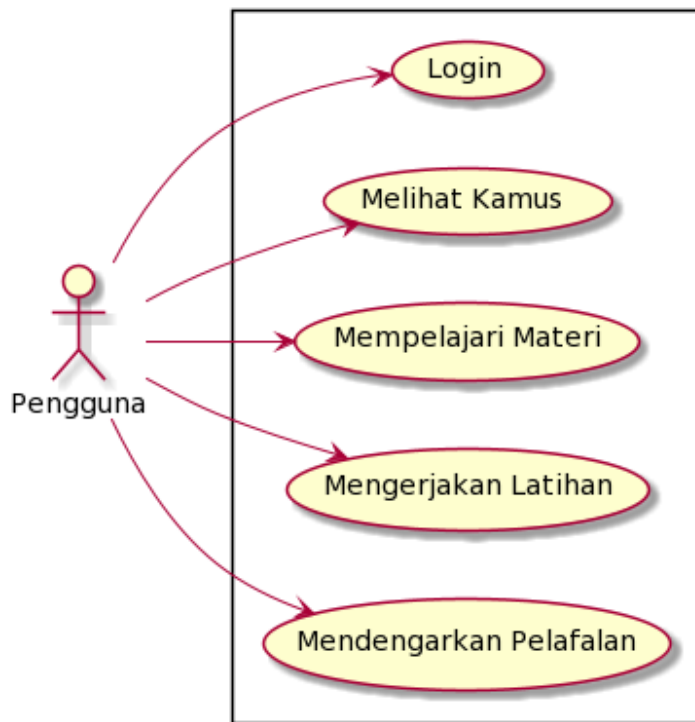 Login
Melihat Kamus
Mempelajari Materi
Pengguna
Mengerjakan Latihan
Mendengarkan Pelafalan